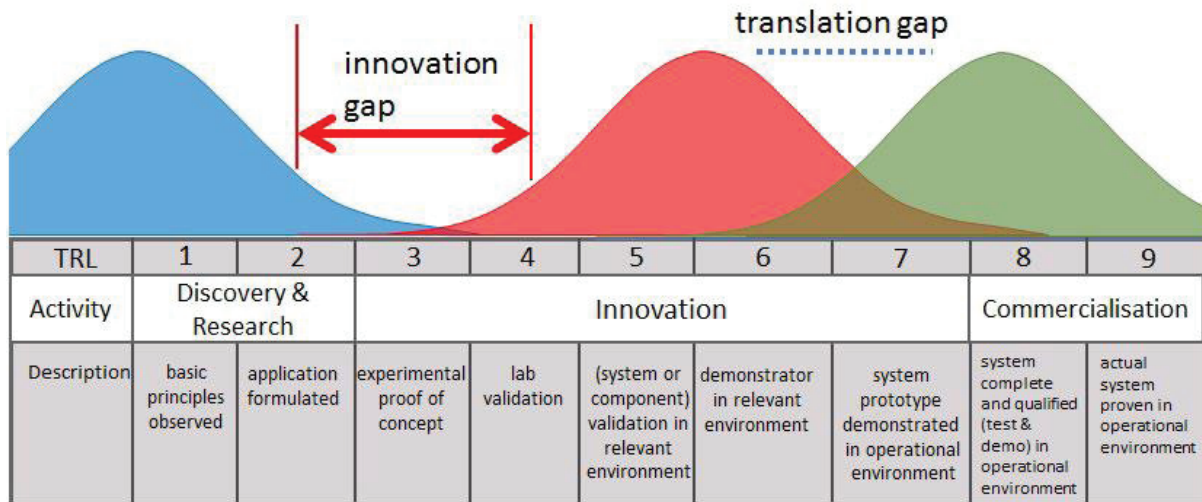 translation gap
innovation
gap
TRL 1 2 3 4 5 6 7 8 9
Activity
Discovery &
Research
Innovation
Commercialisation
Description
basic
principles
observed
application
formulated
experimental
proof of
concept
lab
validation
(system or
component)
validation in
relevant
environment
demonstrator
in relevant
environment
system
prototype
demonstrated
in operational
environment
system
complete
and qualified
(test &
demo) in
operational
environment
actual
system
proven in
operational
environment